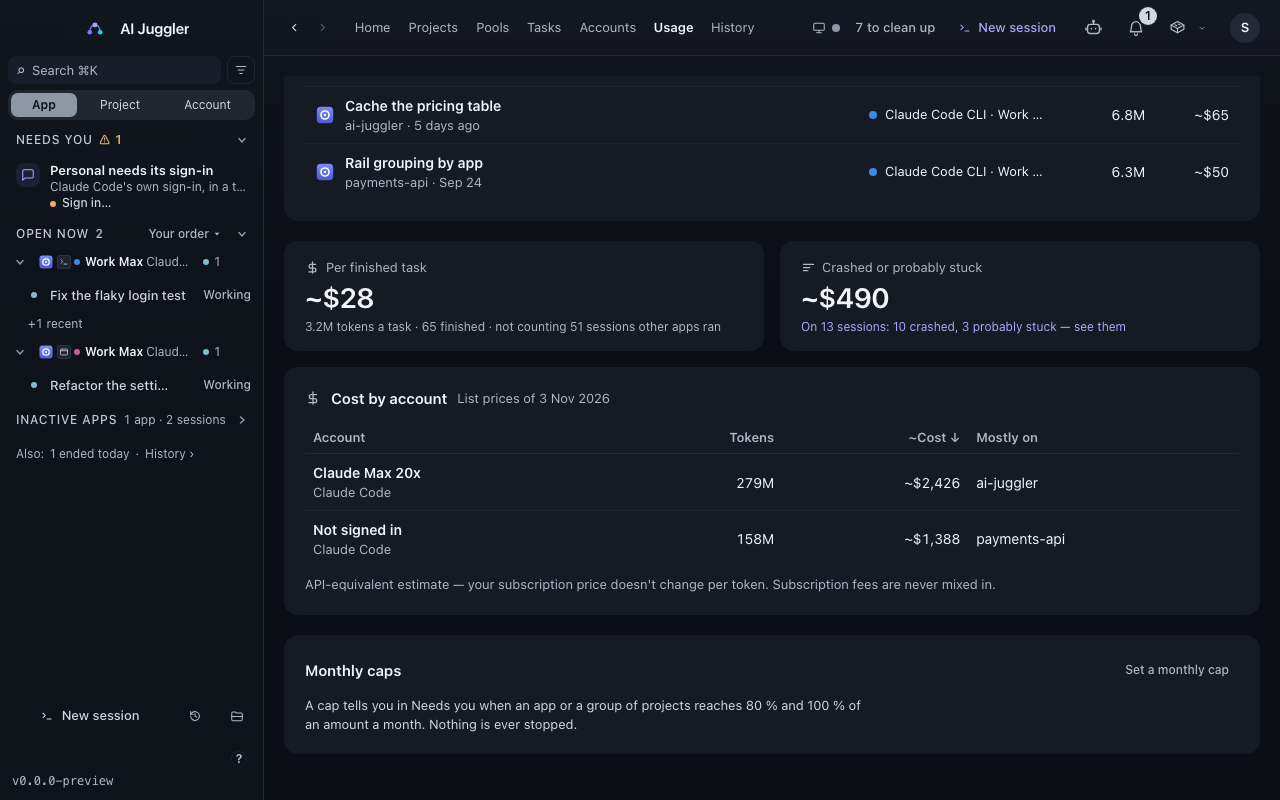 AI Juggler
Search ⌘K
App
Project
Account
NEEDS YOU 1
Personal needs its sign-in
Claude Code's own sign-in, in a t…
Sign in…
OPEN NOW 2
Your order
Work Max Claud… 1
Fix the flaky login test Working
+1 recent
Work Max Claud… 1
Refactor the setti… Working
INACTIVE APPS 1 app · 2 sessions
Also: 1 ended today · History ›
New session
?
v0.0.0-preview
Home
Projects
Pools
Tasks
Accounts
Usage
History
7 to clean up
New session
1
S
Cache the pricing table
ai-juggler · 5 days ago
Claude Code CLI · Work … 6.8M ~$65
Rail grouping by app
payments-api · Sep 24
Claude Code CLI · Work … 6.3M ~$50
Per finished task
~$28
3.2M tokens a task · 65 finished · not counting 51 sessions other apps ran
Crashed or probably stuck
~$490
On 13 sessions: 10 crashed, 3 probably stuck — see them
$ Cost by account List prices of 3 Nov 2026
Account Tokens ~Cost ↓ Mostly on
Claude Max 20x
Claude Code
279M ~$2,426 ai-juggler
Not signed in
Claude Code
158M ~$1,388 payments-api
API-equivalent estimate — your subscription price doesn't change per token. Subscription fees are never mixed in.
Monthly caps
Set a monthly cap
A cap tells you in Needs you when an app or a group of projects reaches 80 % and 100 % of
an amount a month. Nothing is ever stopped.